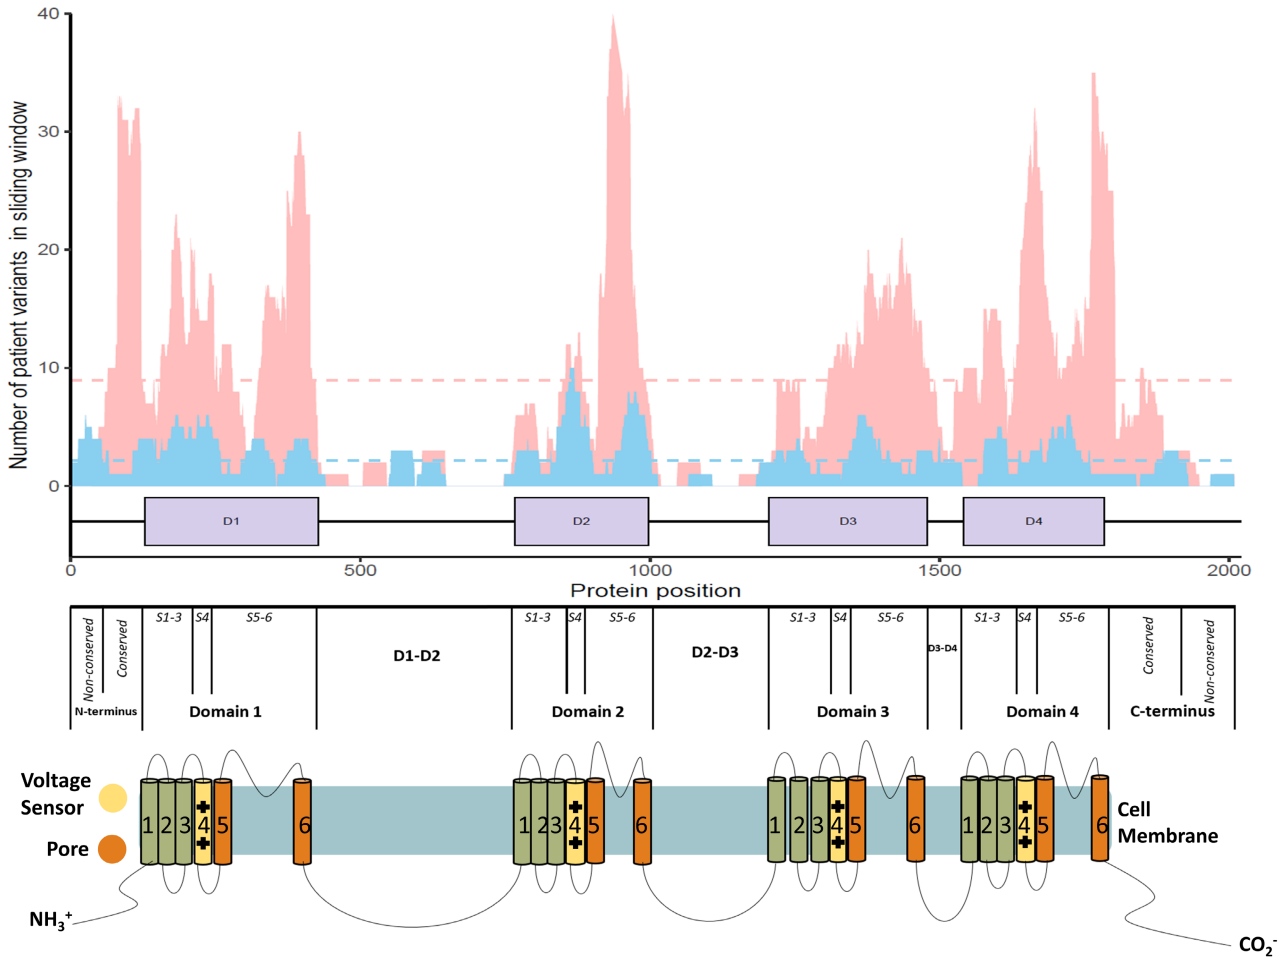 Number of patient variants in sliding window
40
30
20
10
0
D1
D2
D3
D4
0
500
1000
1500
2000
Protein position
Non-conserved
Conserved
N-terminus
S1-3
S4
S5-6
Domain 1
D1-D2
S1-3
S4
S5-6
Domain 2
D2-D3
S1-3
S4
S5-6
Domain 3
D3-D4
S1-3
S4
S5-6
Domain 4
Conserved
Non-conserved
C-terminus
Voltage
Sensor
Pore
1 2 3 4 5 6
1 2 3 4 5 6
1 2 3 4 5 6
1 2 3 4 5 6
Cell
Membrane
NH3+
CO2-